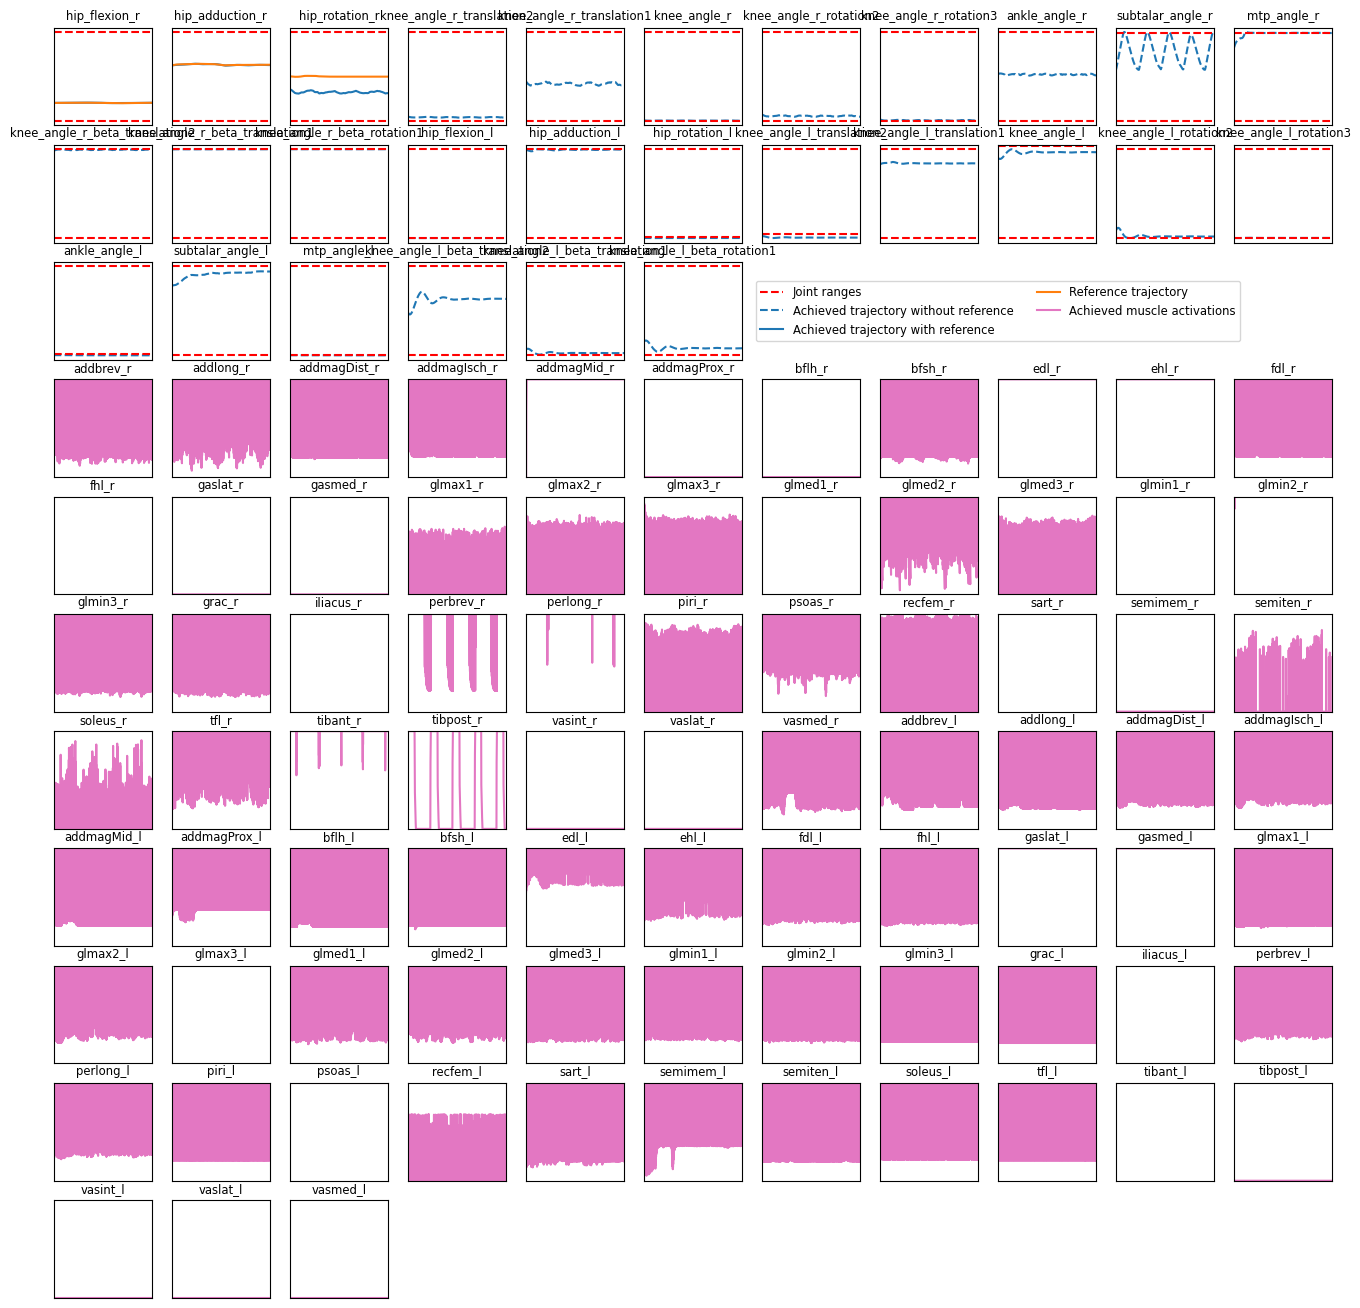 hip_flexion_r
hip_adduction_r
hip_rotation_r
knee_angle_r_translation2
knee_angle_r_translation1
knee_angle_r
knee_angle_r_rotation2
knee_angle_r_rotation3
ankle_angle_r
subtalar_angle_r
mtp_angle_r
knee_angle_r_beta_translation2
knee_angle_r_beta_translation1
knee_angle_r_beta_rotation1
hip_flexion_l
hip_adduction_l
hip_rotation_l
knee_angle_l_translation2
knee_angle_l_translation1
knee_angle_l
knee_angle_l_rotation2
knee_angle_l_rotation3
ankle_angle_l
subtalar_angle_l
mtp_angle_l
knee_angle_l_beta_translation2
knee_angle_l_beta_translation1
knee_angle_l_beta_rotation1
Joint ranges
Achieved trajectory without reference
Achieved trajectory with reference
Reference trajectory
Achieved muscle activations
addbrev_r
addlong_r
addmagDist_r
addmagIsch_r
addmagMid_r
addmagProx_r
bflh_r
bfsh_r
edl_r
ehl_r
fdl_r
fhl_r
gaslat_r
gasmed_r
glmax1_r
glmax2_r
glmax3_r
glmed1_r
glmed2_r
glmed3_r
glmin1_r
glmin2_r
glmin3_r
grac_r
iliacus_r
perbrev_r
perlong_r
piri_r
psoas_r
recfem_r
sart_r
semimem_r
semiten_r
soleus_r
tfl_r
tibant_r
tibpost_r
vasint_r
vaslat_r
vasmed_r
addbrev_l
addlong_l
addmagDist_l
addmagIsch_l
addmagMid_l
addmagProx_l
bflh_l
bfsh_l
edl_l
ehl_l
fdl_l
fhl_l
gaslat_l
gasmed_l
glmax1_l
glmax2_l
glmax3_l
glmed1_l
glmed2_l
glmed3_l
glmin1_l
glmin2_l
glmin3_l
grac_l
iliacus_l
perbrev_l
perlong_l
piri_l
psoas_l
recfem_l
sart_l
semimem_l
semiten_l
soleus_l
tfl_l
tibant_l
tibpost_l
vasint_l
vaslat_l
vasmed_l